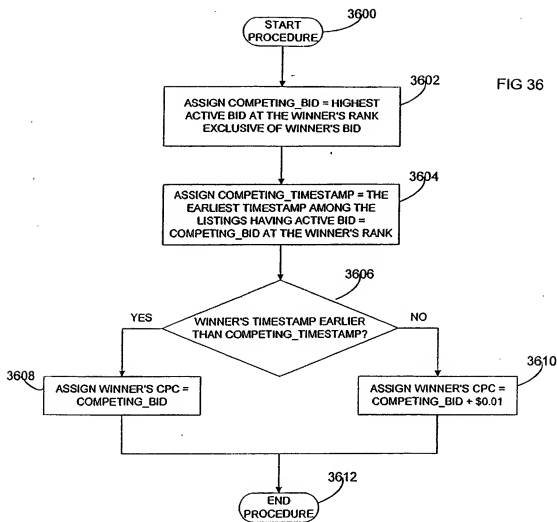 START
PROCEDURE
3600
ASSIGN COMPETING_BID = HIGHEST
ACTIVE BID AT THE WINNER'S RANK
EXCLUSIVE OF WINNER'S BID
3602
FIG 36
ASSIGN COMPETING_TIMESTAMP = THE
EARLIEST TIMESTAMP AMONG THE
LISTINGS HAVING ACTIVE BID =
COMPETING_BID AT THE WINNER'S RANK
3604
3606
YES
WINNER'S TIMESTAMP EARLIER
THAN COMPETING_TIMESTAMP?
NO
3608
ASSIGN WINNER'S CPC =
COMPETING_BID
3610
ASSIGN WINNER'S CPC =
COMPETING_BID + $0.01
3612
END
PROCEDURE